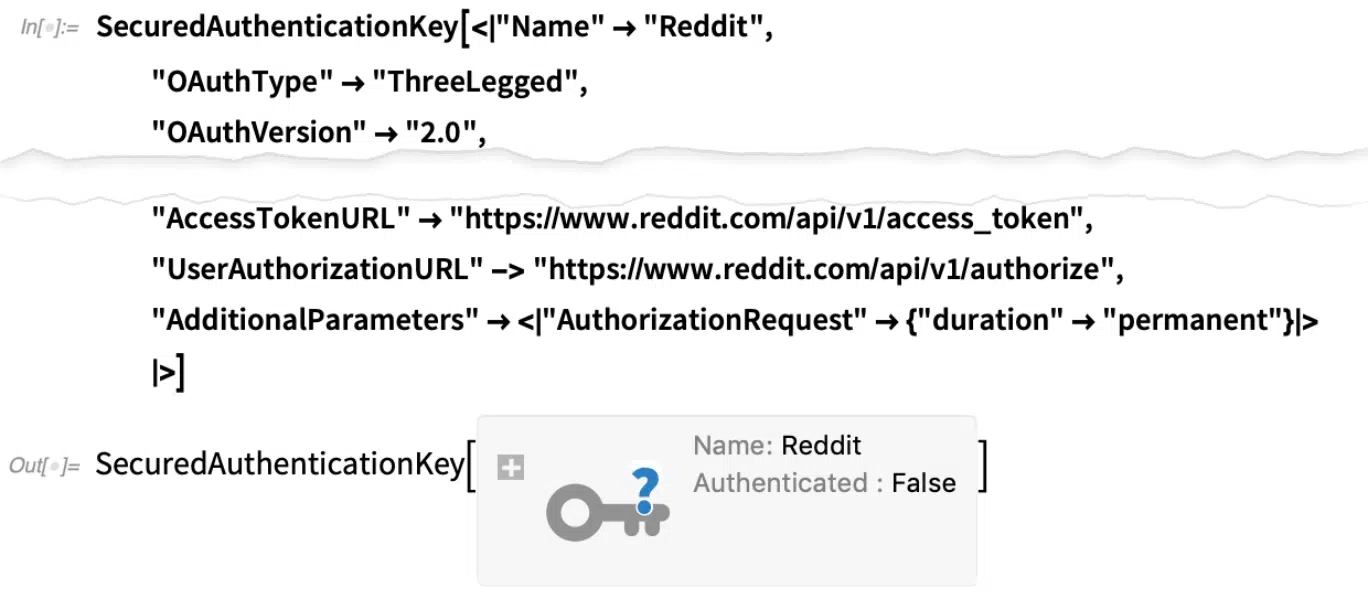 In[•]:= SecuredAuthenticationKey[<|"Name" → "Reddit",
"OAuthType" → "ThreeLegged",
"OAuthVersion" → "2.0",
"AccessTokenURL" → "https://www.reddit.com/api/v1/access_token",
"UserAuthorizationURL" -> "https://www.reddit.com/api/v1/authorize",
"AdditionalParameters" → <|"AuthorizationRequest" → {"duration" → "permanent"}|>
|>]
Out[•]= SecuredAuthenticationKey[
Name: Reddit
Authenticated : False
]